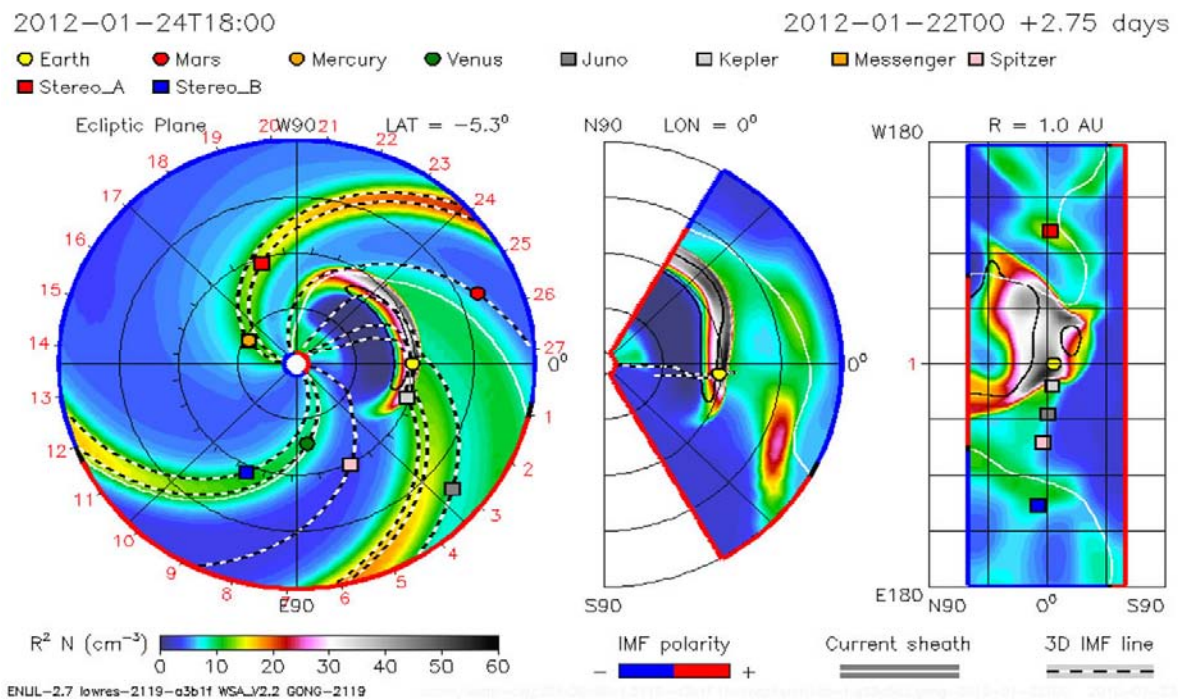 2012-01-24T18:00
2012-01-22T00 +2.75 days
Earth Mars Mercury Venus Juno Kepler Messenger Spitzer
Stereo_A Stereo_B
Ecliptic Plane W90 LAT = -5.3°
N90 LON = 0°
W180 R = 1.0 AU
19 20 21 22
18 23
17 24
16 25
15 26
14 27 0°
13 1
12 2
11 3
10 4
9 7 6 5
E90
0°
S90
1
E180
N90 0° S90
R² N (cm⁻³)
0 10 20 30 40 50 60
IMF polarity
- +
Current sheath
3D IMF line
ENLIL-2.7 lowres-2119-a3b1f WSA_V2.2 GONG-2119